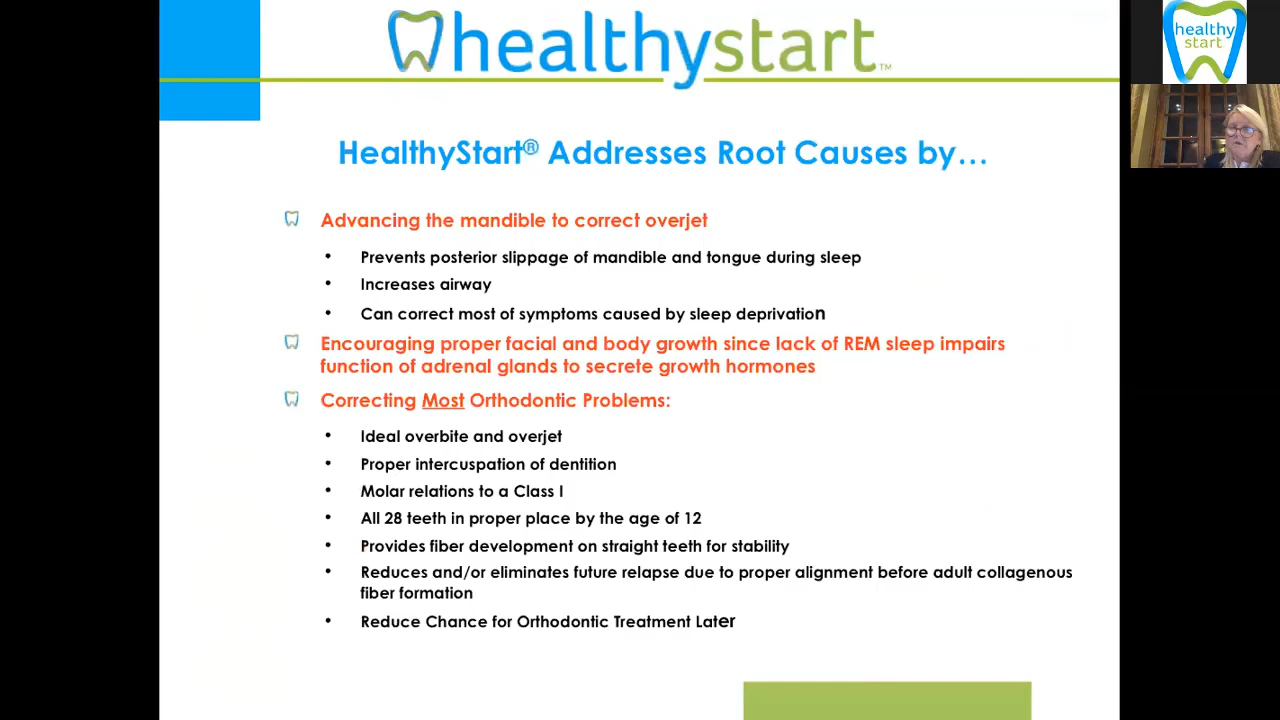 healthystart™
healthy
start
HealthyStart® Addresses Root Causes by…
Advancing the mandible to correct overjet
• Prevents posterior slippage of mandible and tongue during sleep
• Increases airway
• Can correct most of symptoms caused by sleep deprivation
Encouraging proper facial and body growth since lack of REM sleep impairs
function of adrenal glands to secrete growth hormones
Correcting Most Orthodontic Problems:
• Ideal overbite and overjet
• Proper intercuspation of dentition
• Molar relations to a Class I
• All 28 teeth in proper place by the age of 12
• Provides fiber development on straight teeth for stability
• Reduces and/or eliminates future relapse due to proper alignment before adult collagenous
fiber formation
• Reduce Chance for Orthodontic Treatment Later